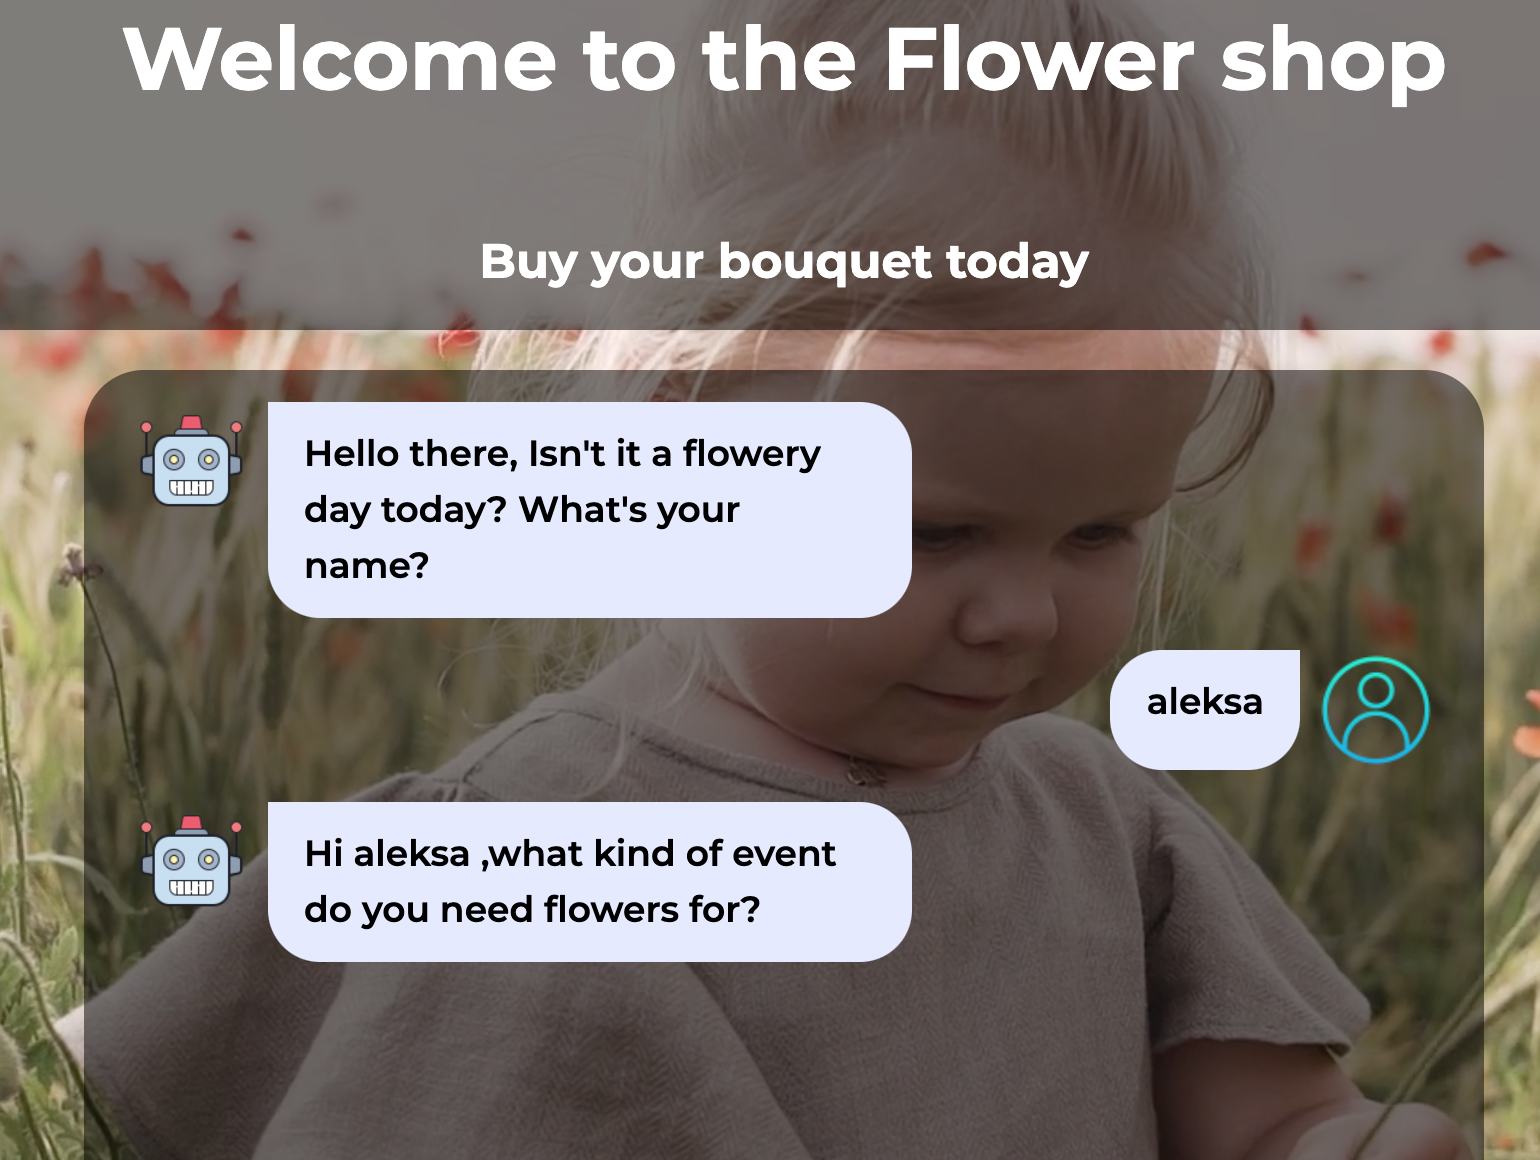 Welcome to the Flower shop
Buy your bouquet today
Hello there, Isn't it a flowery
day today? What's your
name?
aleksa
Hi aleksa ,what kind of event
do you need flowers for?